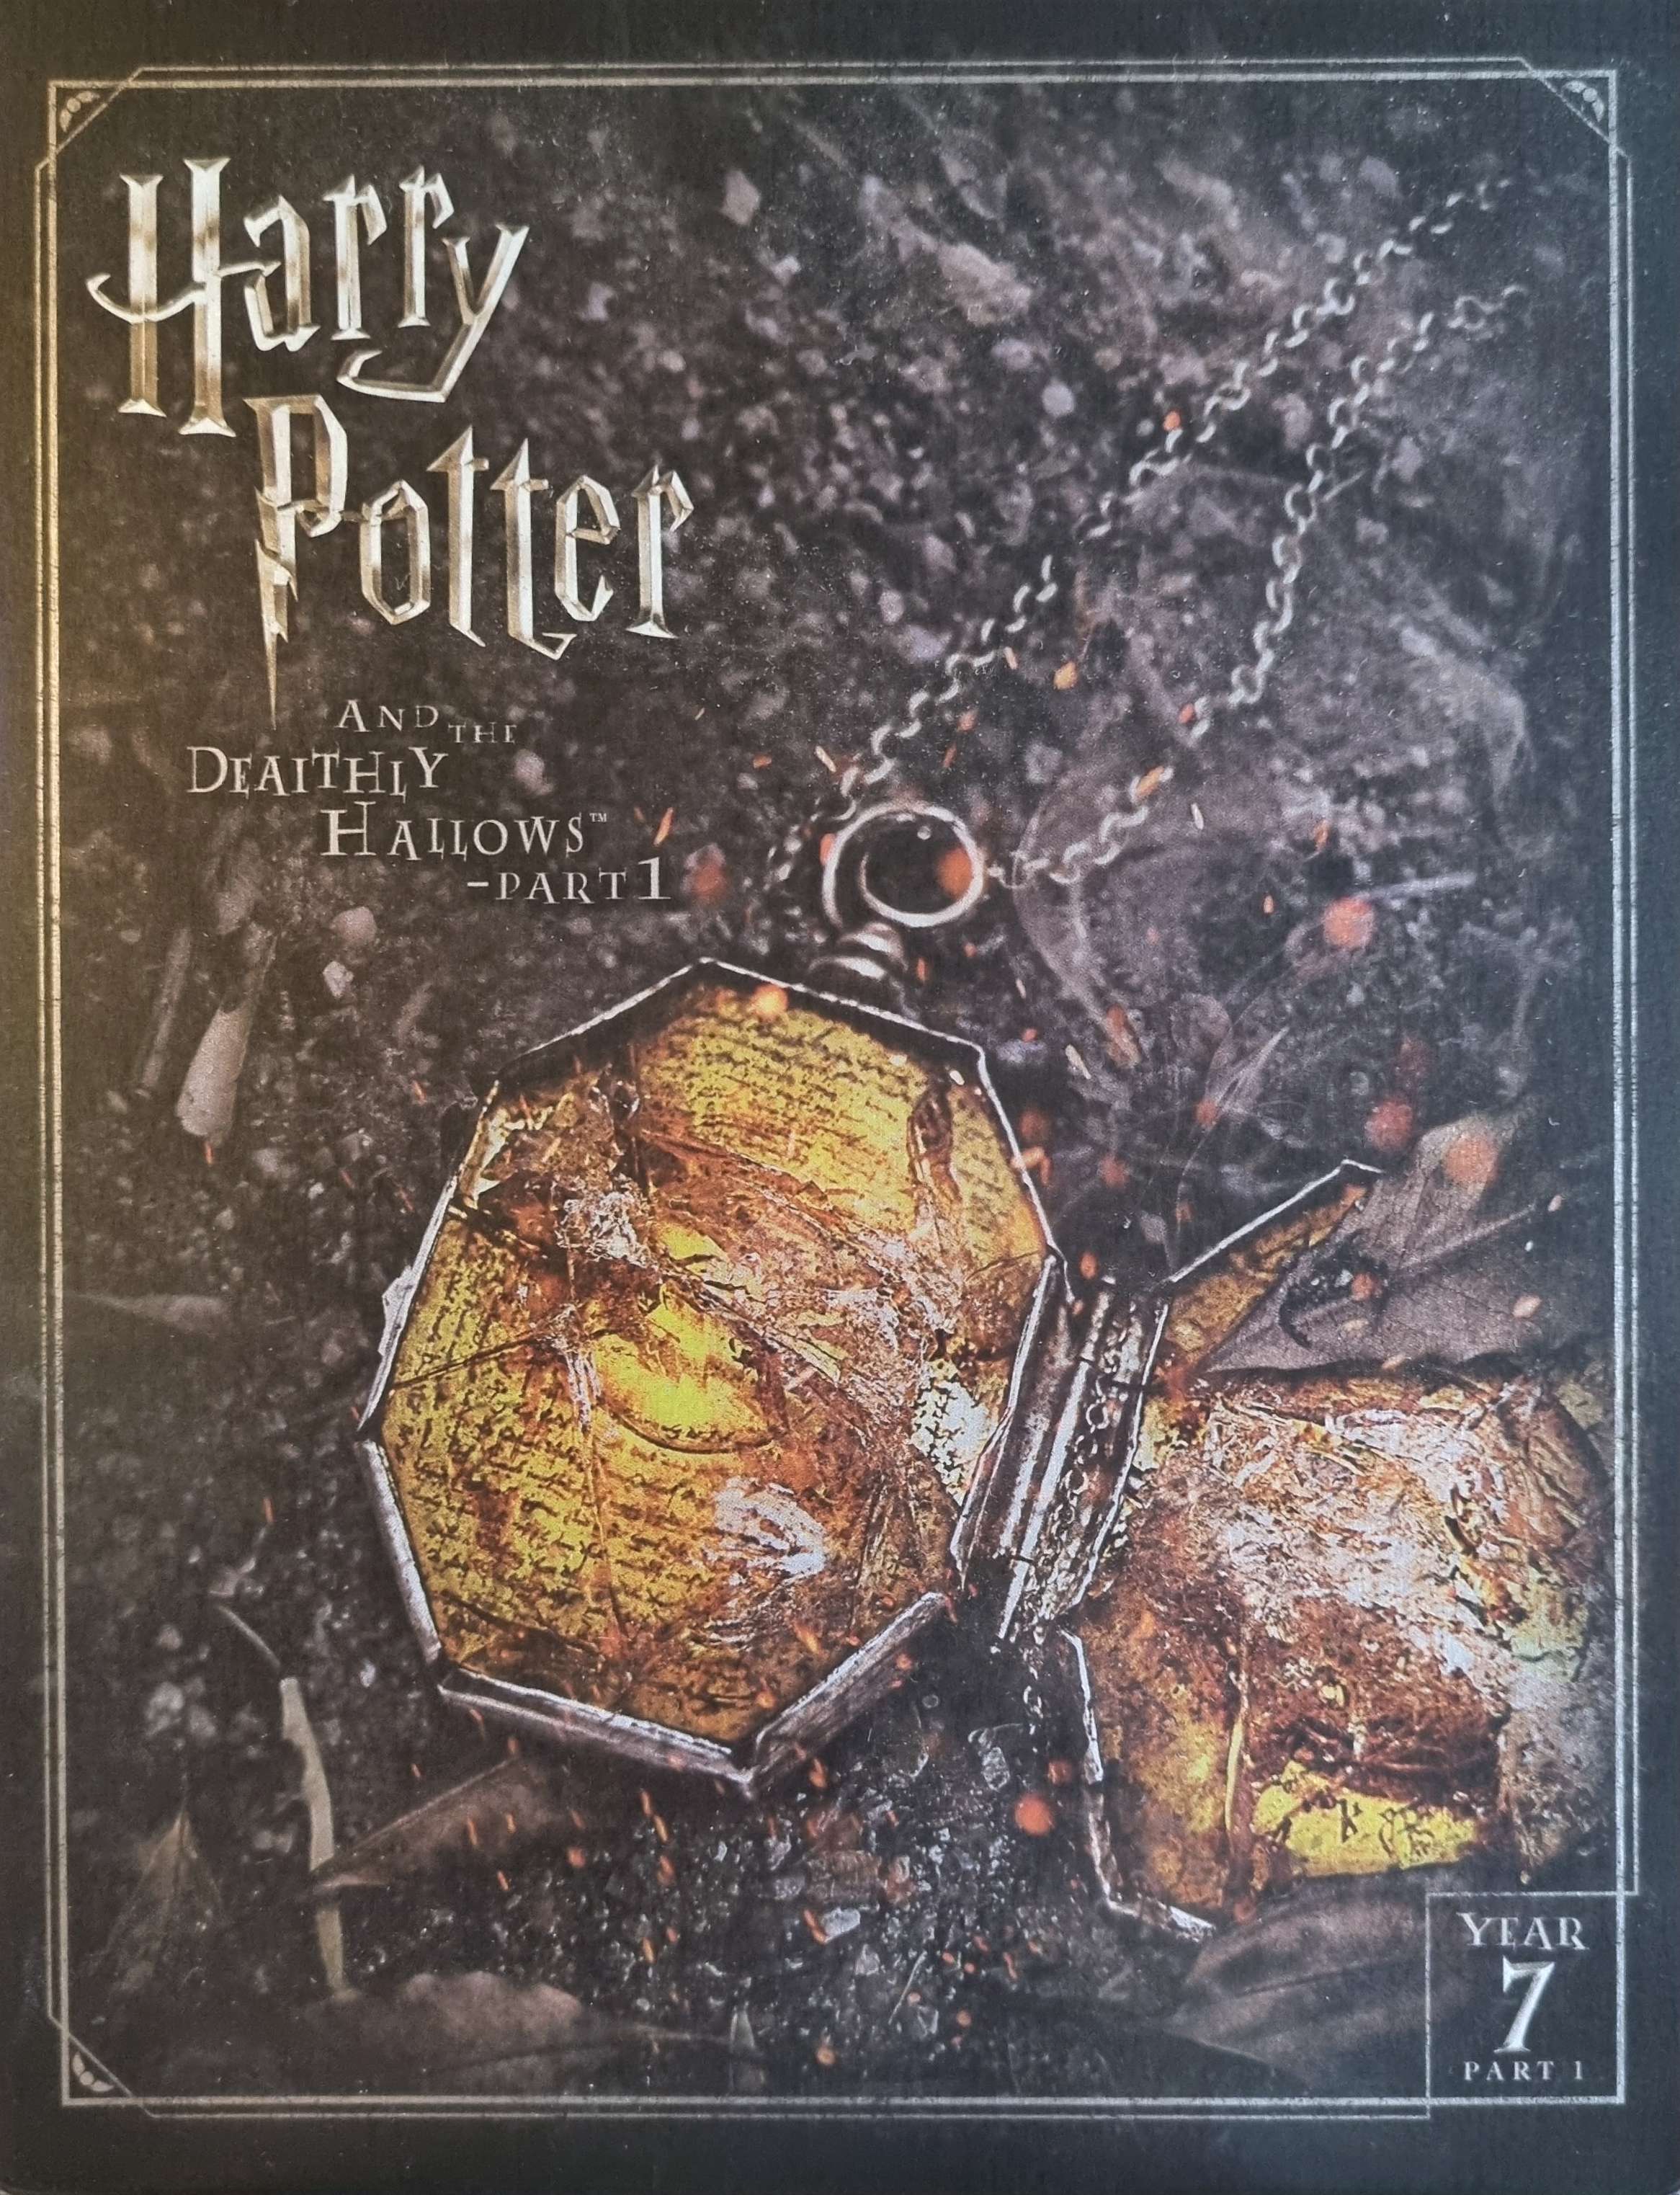 Harry
Potter
AND THE
DEATHLY
HALLOWS™
-PART 1
YEAR
7
PART 1